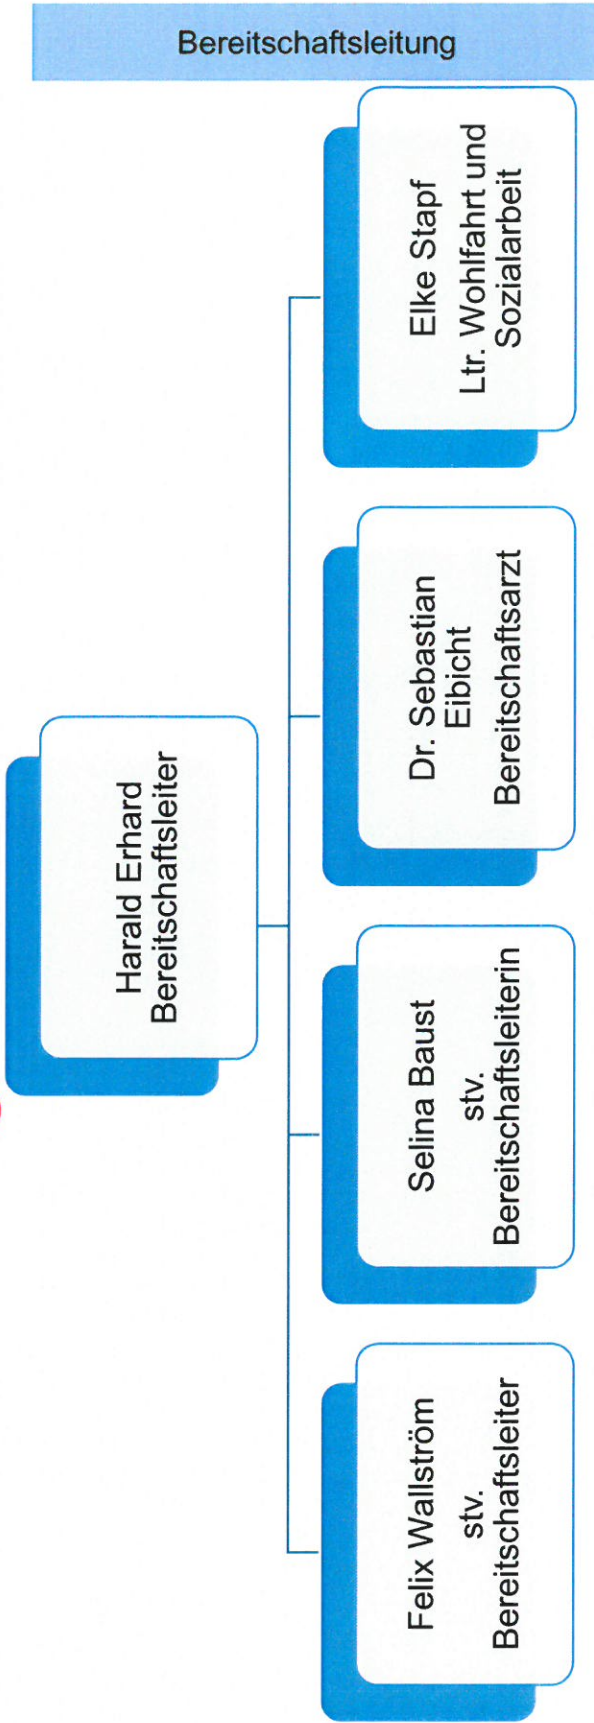 Bereitschaftsleitung
Harald Erhard
Bereitschaftsleiter
Felix Wallström
stv.
Bereitschaftsleiter
Selina Baust
stv.
Bereitschaftsleiterin
Dr. Sebastian
Eibicht
Bereitschaftsarzt
Elke Stapf
Ltr. Wohlfahrt und
Sozialarbeit